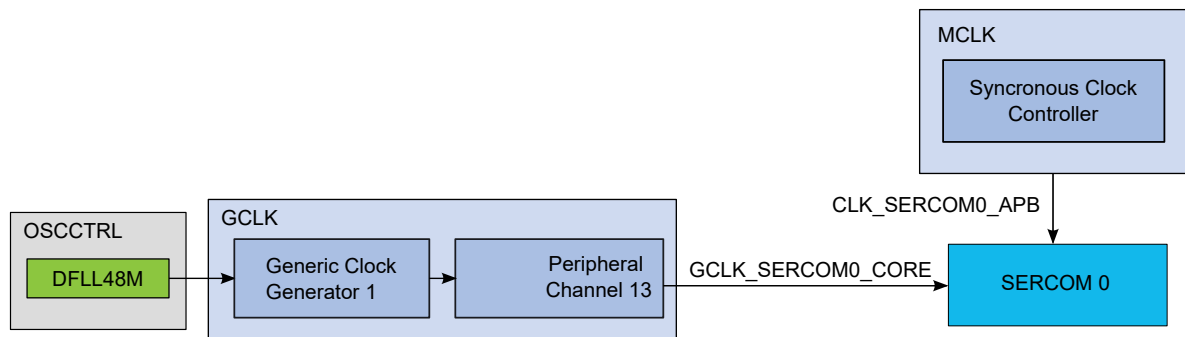 MCLK
Syncronous Clock
Controller
CLK_SERCOM0_APB
OSCCTRL
DFLL48M
GCLK
Generic Clock
Generator 1
Peripheral
Channel 13
GCLK_SERCOM0_CORE
SERCOM 0